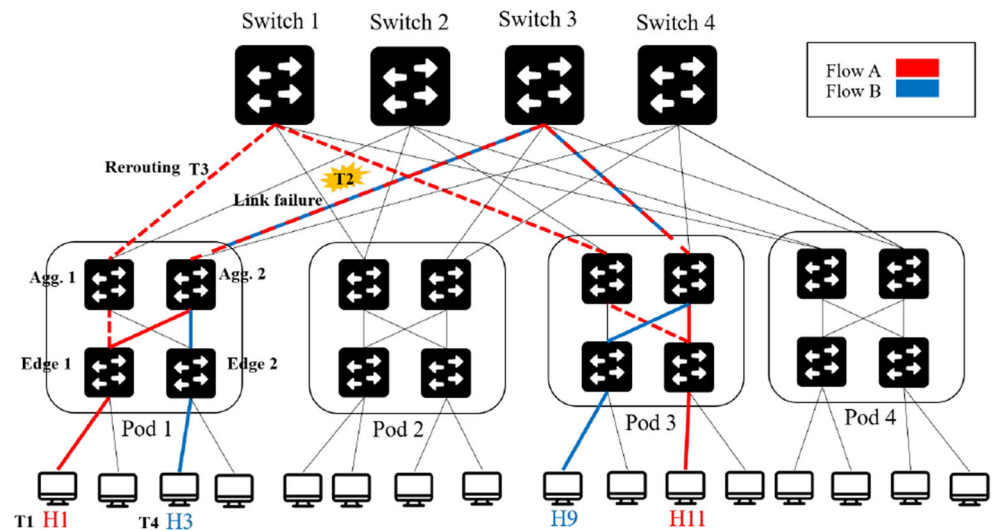 Switch 1
Switch 2
Switch 3
Switch 4
Flow A
Flow B
Rerouting T3
T2
Link failure
Agg. 1
Agg. 2
Edge 1
Edge 2
Pod 1
Pod 2
Pod 3
Pod 4
T1 H1
T4 H3
H9
H11